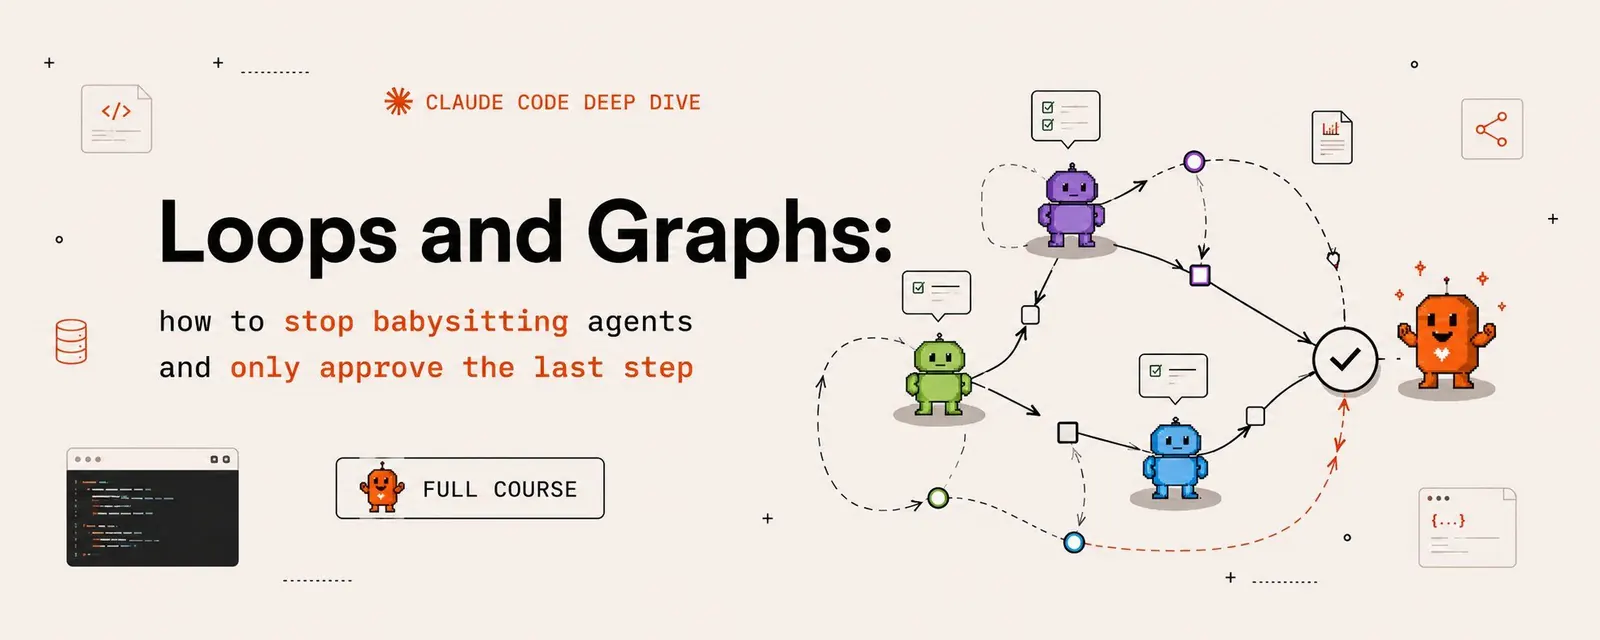 CLAUDE CODE DEEP DIVE
</>
Loops and Graphs:
how to stop babysitting agents
and only approve the last step
FULL COURSE
{...}